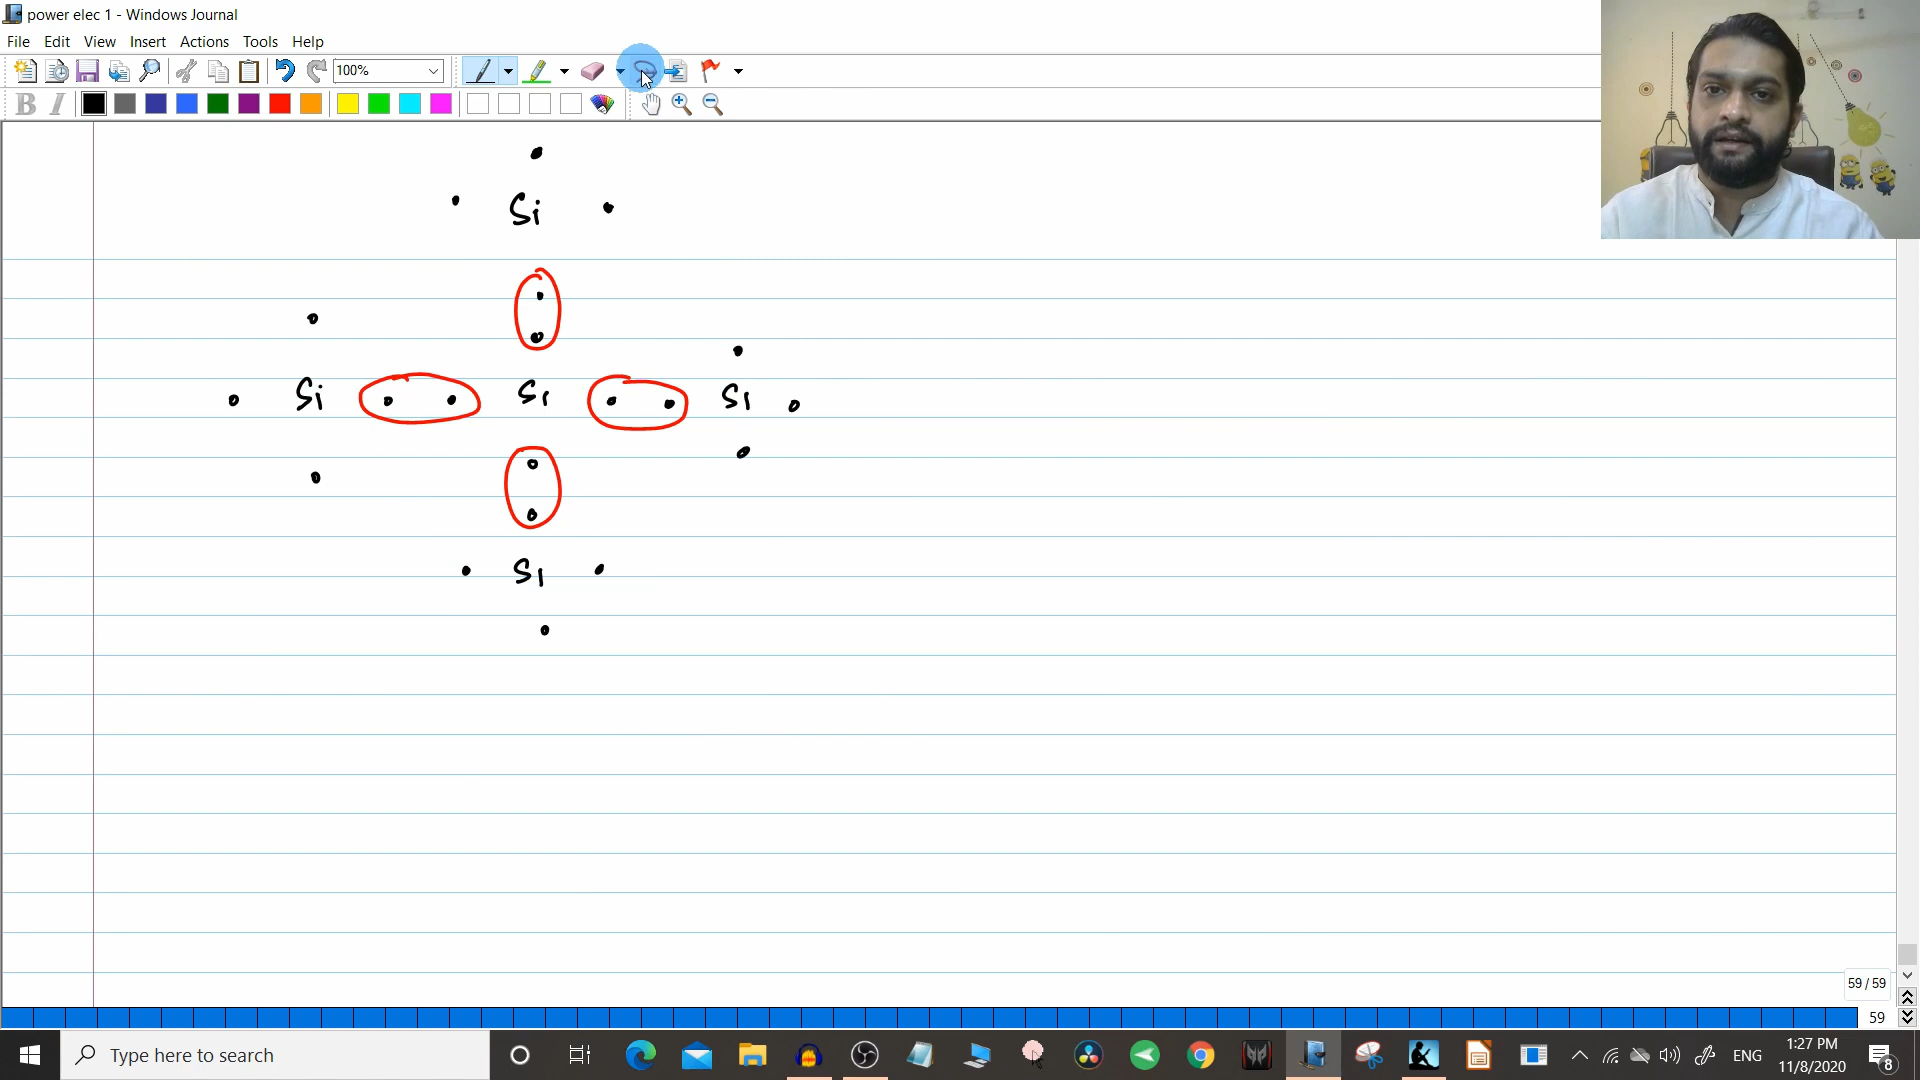 power elec 1 - Windows Journal
File Edit View Insert Actions Tools Help
100%
B I
Si
Si Si Si
Si
59 / 59
59
Type here to search
ENG
1:27 PM
11/8/2020
8